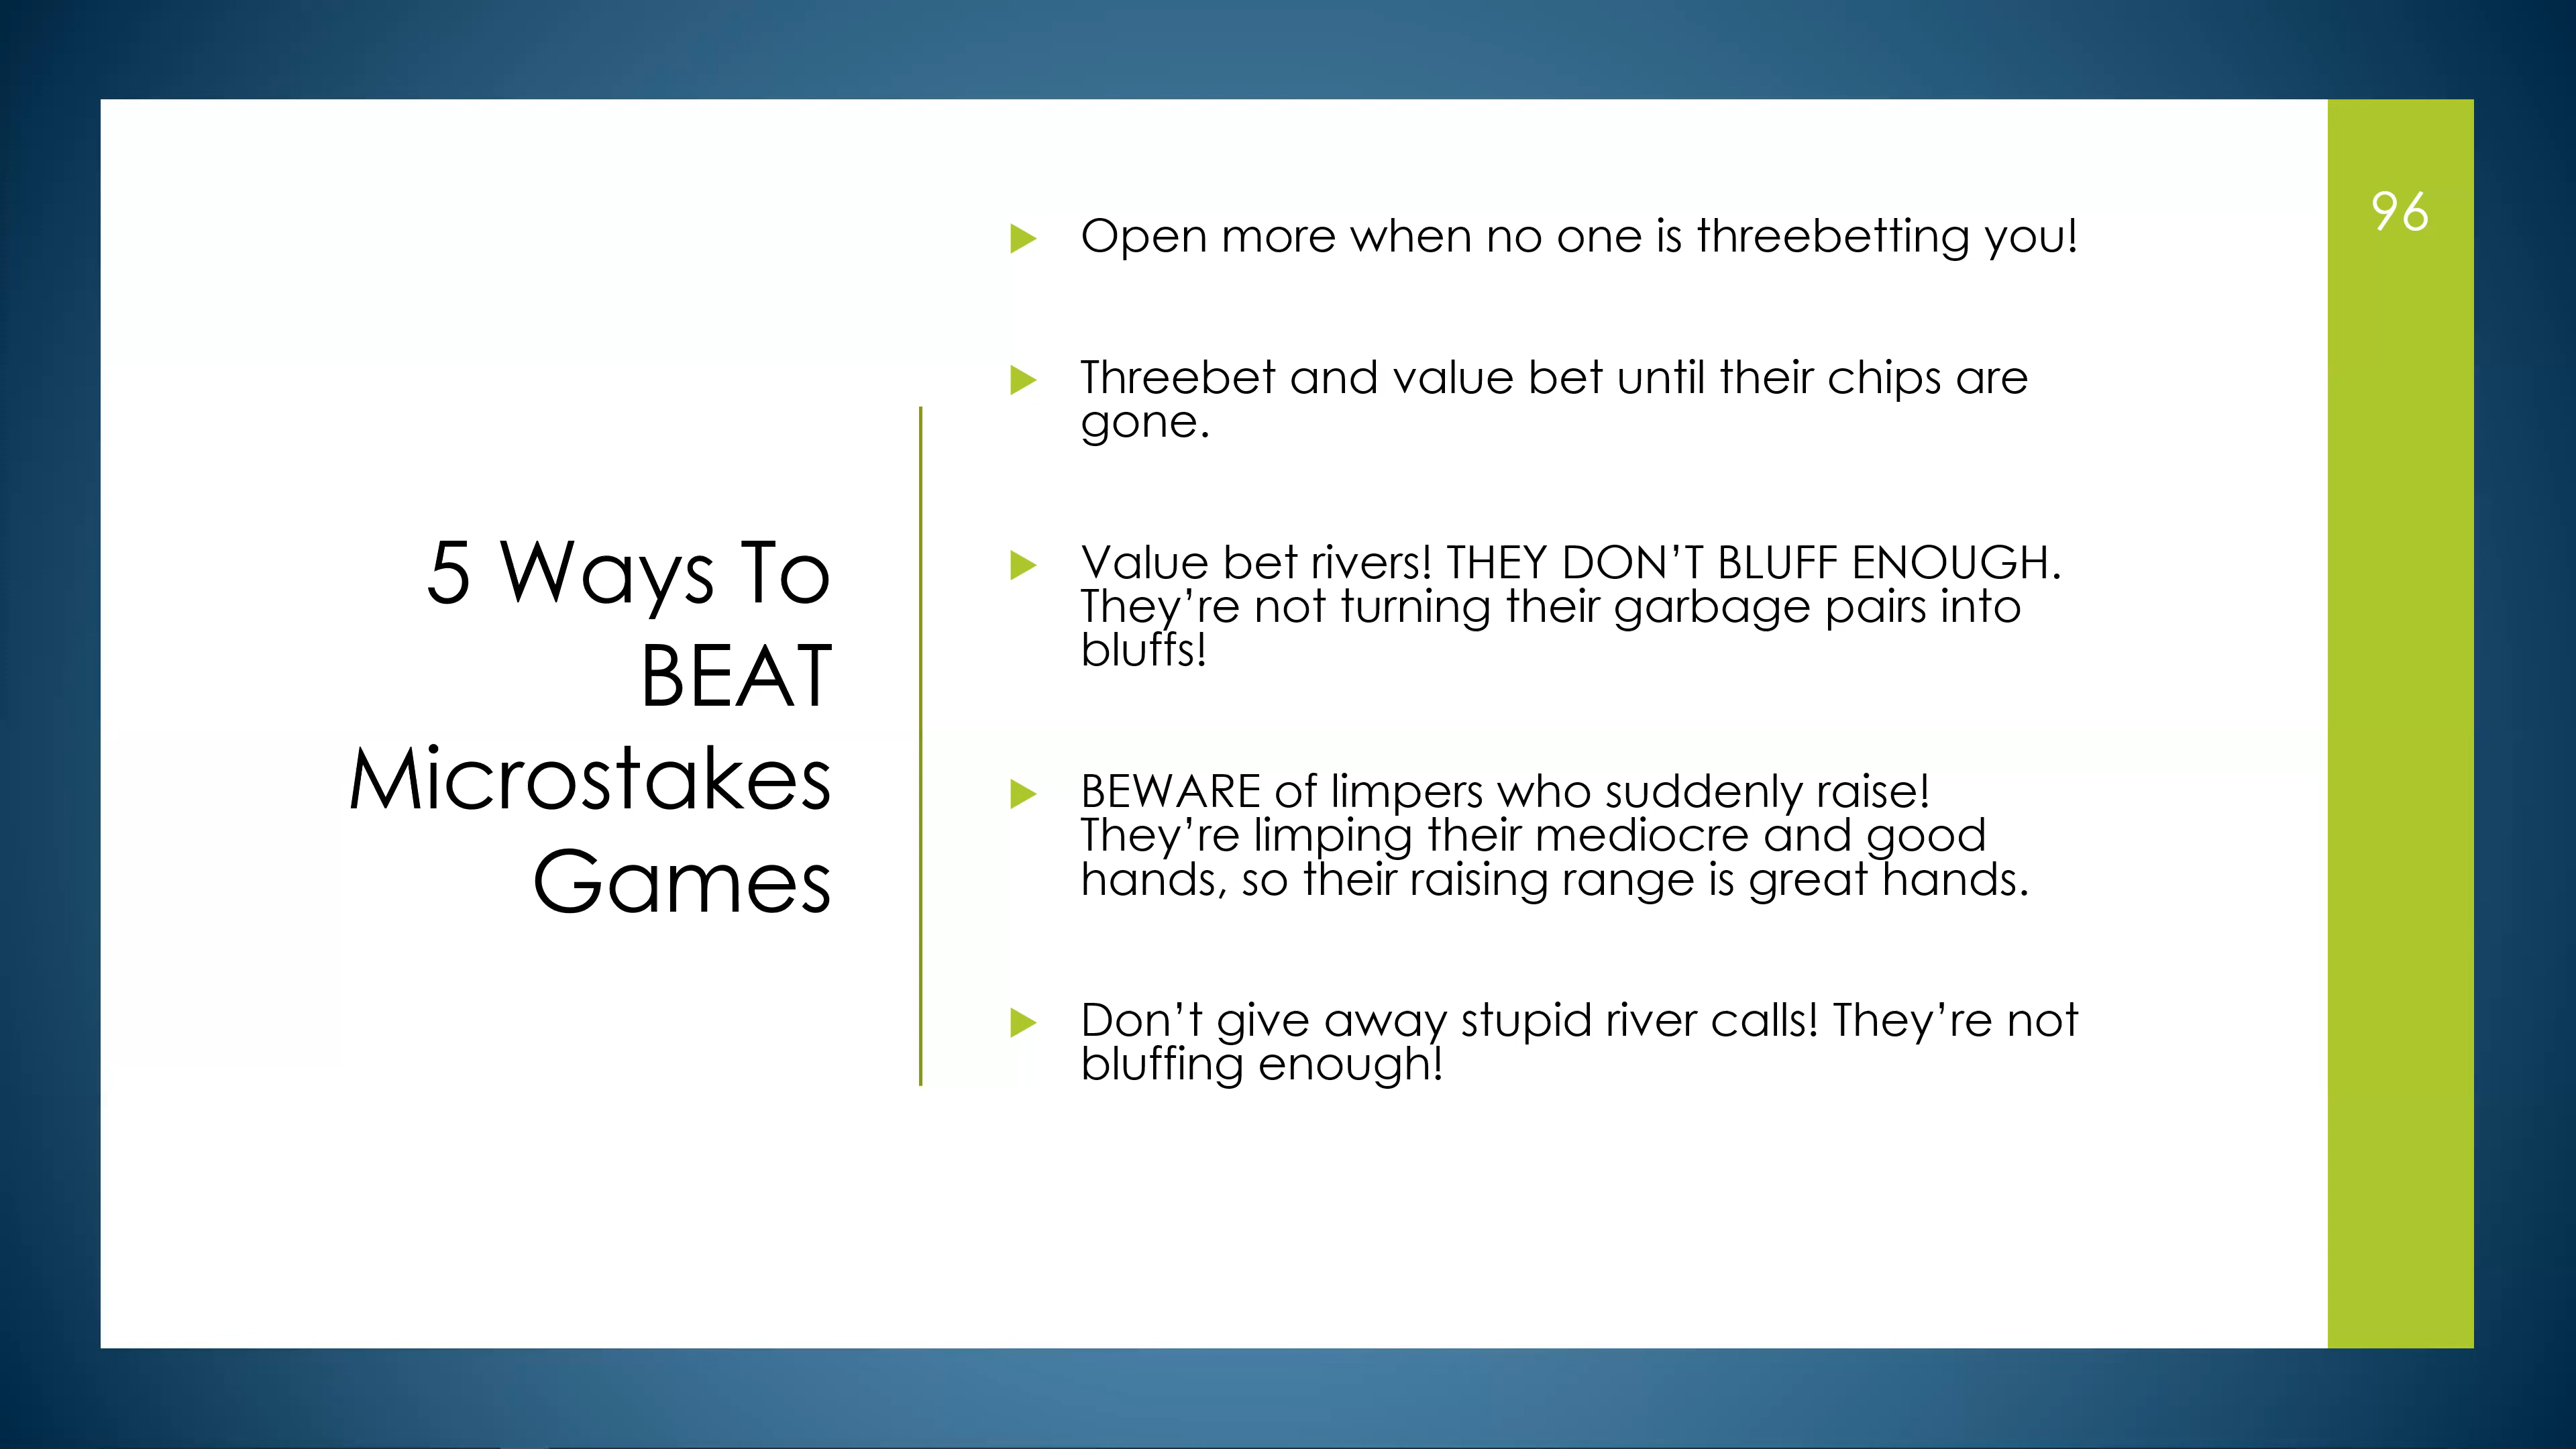 5 Ways To
BEAT
Microstakes
Games
Open more when no one is threebetting you!
Threebet and value bet until their chips are
gone.
Value bet rivers! THEY DON’T BLUFF ENOUGH.
They’re not turning their garbage pairs into
bluffs!
BEWARE of limpers who suddenly raise!
They’re limping their mediocre and good
hands, so their raising range is great hands.
Don’t give away stupid river calls! They’re not
bluffing enough!
96